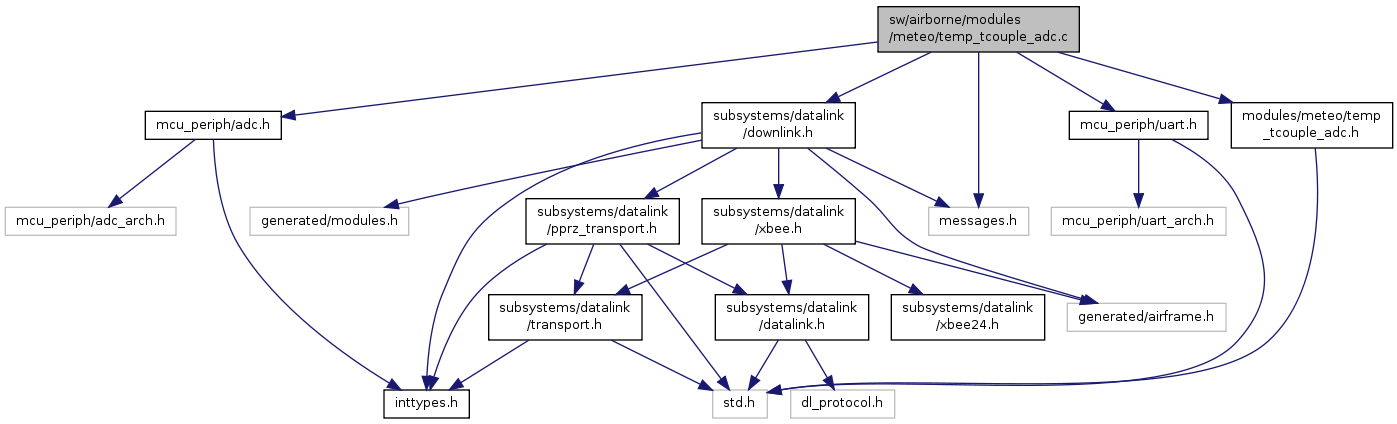 sw/airborne/modules
/meteo/temp_tcouple_adc.c
mcu_periph/adc.h
subsystems/datalink
/downlink.h
mcu_periph/uart.h
modules/meteo/temp
_tcouple_adc.h
mcu_periph/adc_arch.h
generated/modules.h
subsystems/datalink
/pprz_transport.h
subsystems/datalink
/xbee.h
messages.h
mcu_periph/uart_arch.h
subsystems/datalink
/transport.h
subsystems/datalink
/datalink.h
subsystems/datalink
/xbee24.h
generated/airframe.h
inttypes.h
std.h
dl_protocol.h